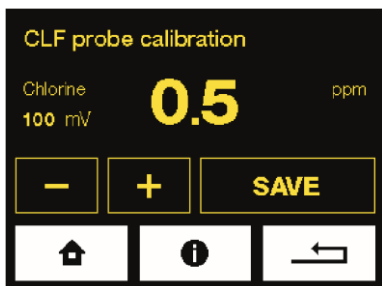 CLF probe calibration
Chlorine 0.5 ppm
100 mV
− + SAVE